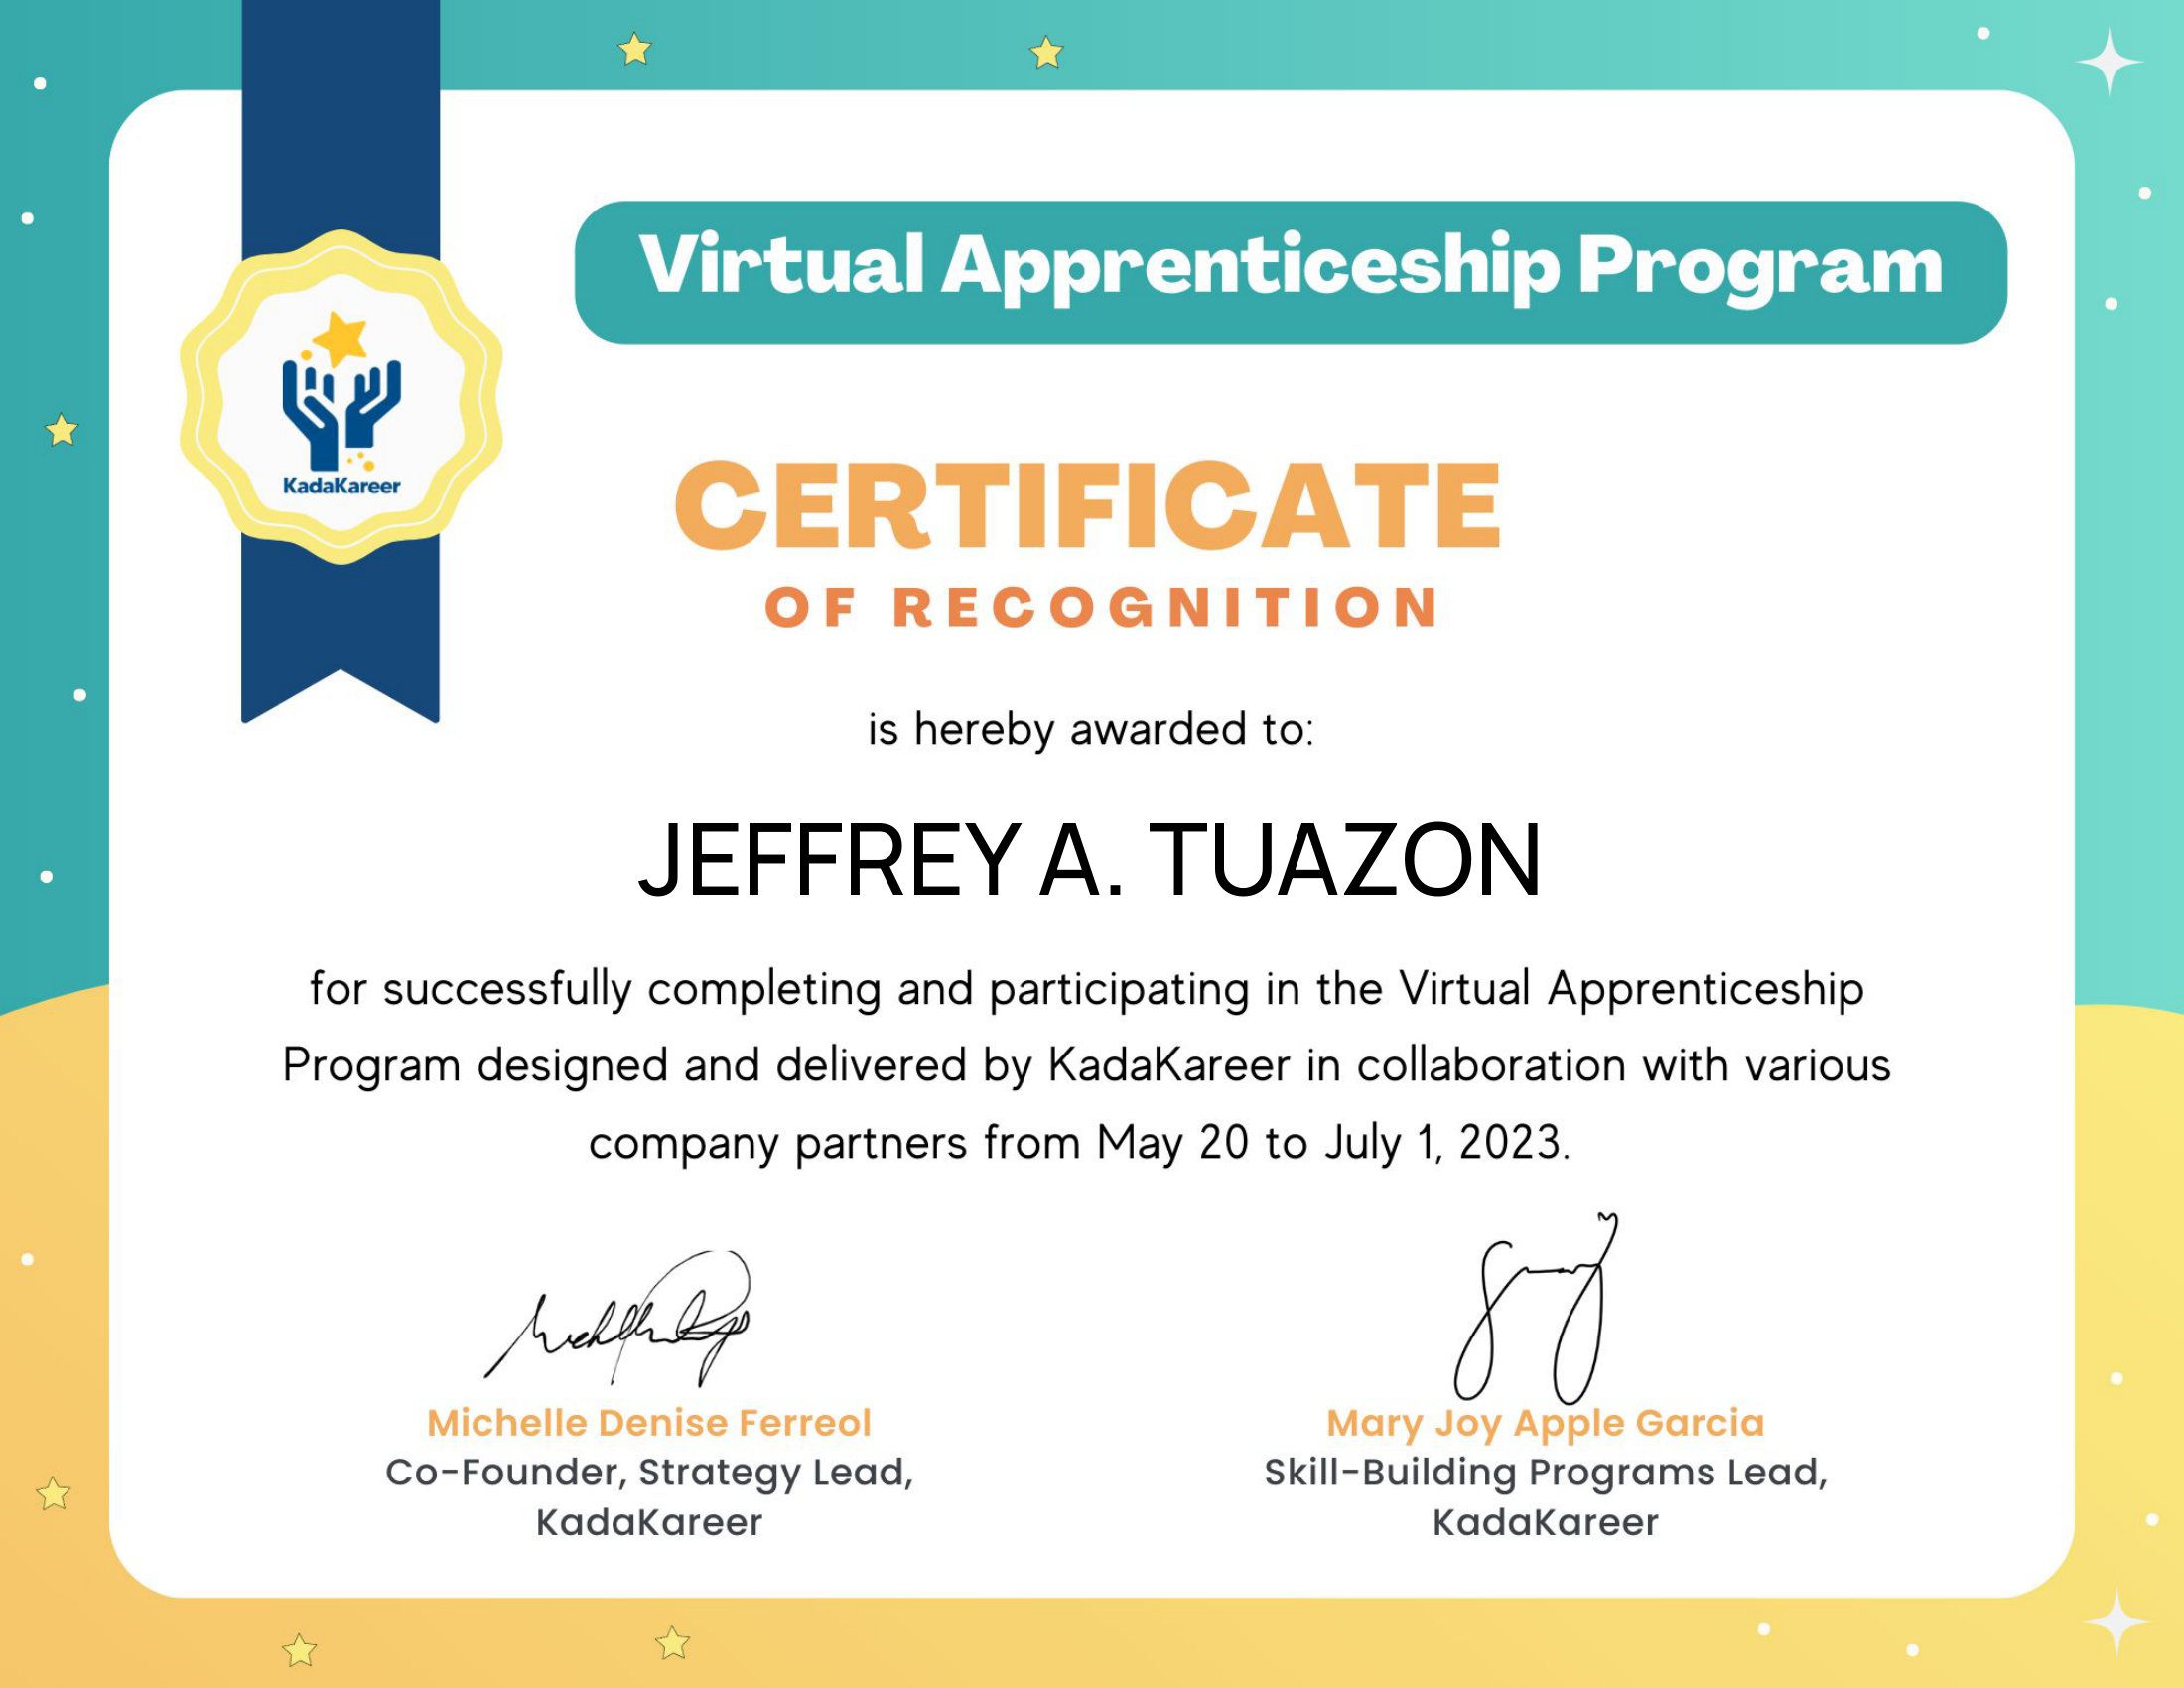 Virtual Apprenticeship Program
KadaKareer
CERTIFICATE
OF RECOGNITION
is hereby awarded to:
JEFFREY A. TUAZON
for successfully completing and participating in the Virtual Apprenticeship
Program designed and delivered by KadaKareer in collaboration with various
company partners from May 20 to July 1, 2023.
Michelle Denise Ferreol
Co-Founder, Strategy Lead,
KadaKareer
Mary Joy Apple Garcia
Skill-Building Programs Lead,
KadaKareer